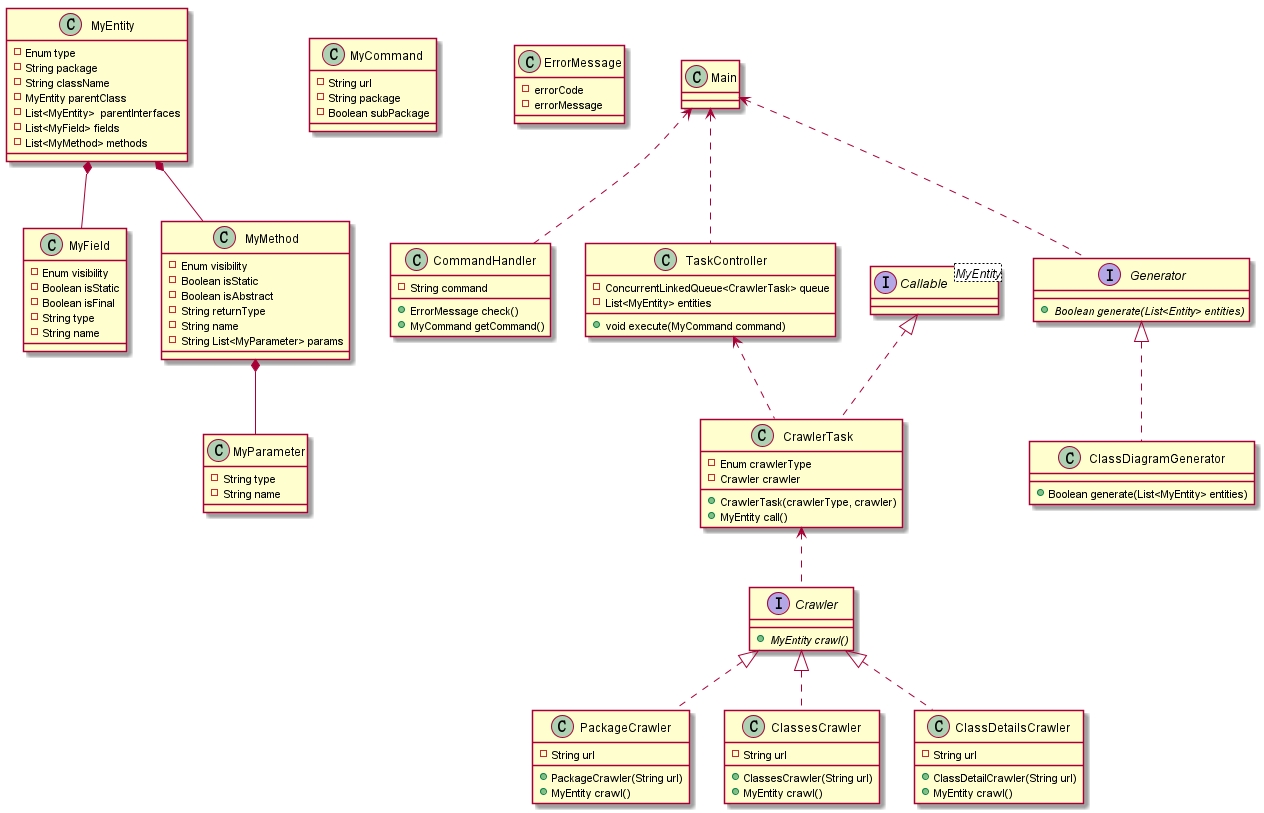 C MyEntity
Enum type
String package
String className
MyEntity parentClass
List<MyEntity> parentInterfaces
List<MyField> fields
List<MyMethod> methods
C MyCommand
String url
String package
Boolean subPackage
C ErrorMessage
errorCode
errorMessage
C Main
C MyField
Enum visibility
Boolean isStatic
Boolean isFinal
String type
String name
C MyMethod
Enum visibility
Boolean isStatic
Boolean isAbstract
String returnType
String name
String List<MyParameter> params
C CommandHandler
String command
ErrorMessage check()
MyCommand getCommand()
C TaskController
ConcurrentLinkedQueue<CrawlerTask> queue
List<MyEntity> entities
void execute(MyCommand command)
I Callable
MyEntity
I Generator
Boolean generate(List<Entity> entities)
C MyParameter
String type
String name
C CrawlerTask
Enum crawlerType
Crawler crawler
CrawlerTask(crawlerType, crawler)
MyEntity call()
C ClassDiagramGenerator
Boolean generate(List<MyEntity> entities)
I Crawler
MyEntity crawl()
C PackageCrawler
String url
PackageCrawler(String url)
MyEntity crawl()
C ClassesCrawler
String url
ClassesCrawler(String url)
MyEntity crawl()
C ClassDetailsCrawler
String url
ClassDetailCrawler(String url)
MyEntity crawl()